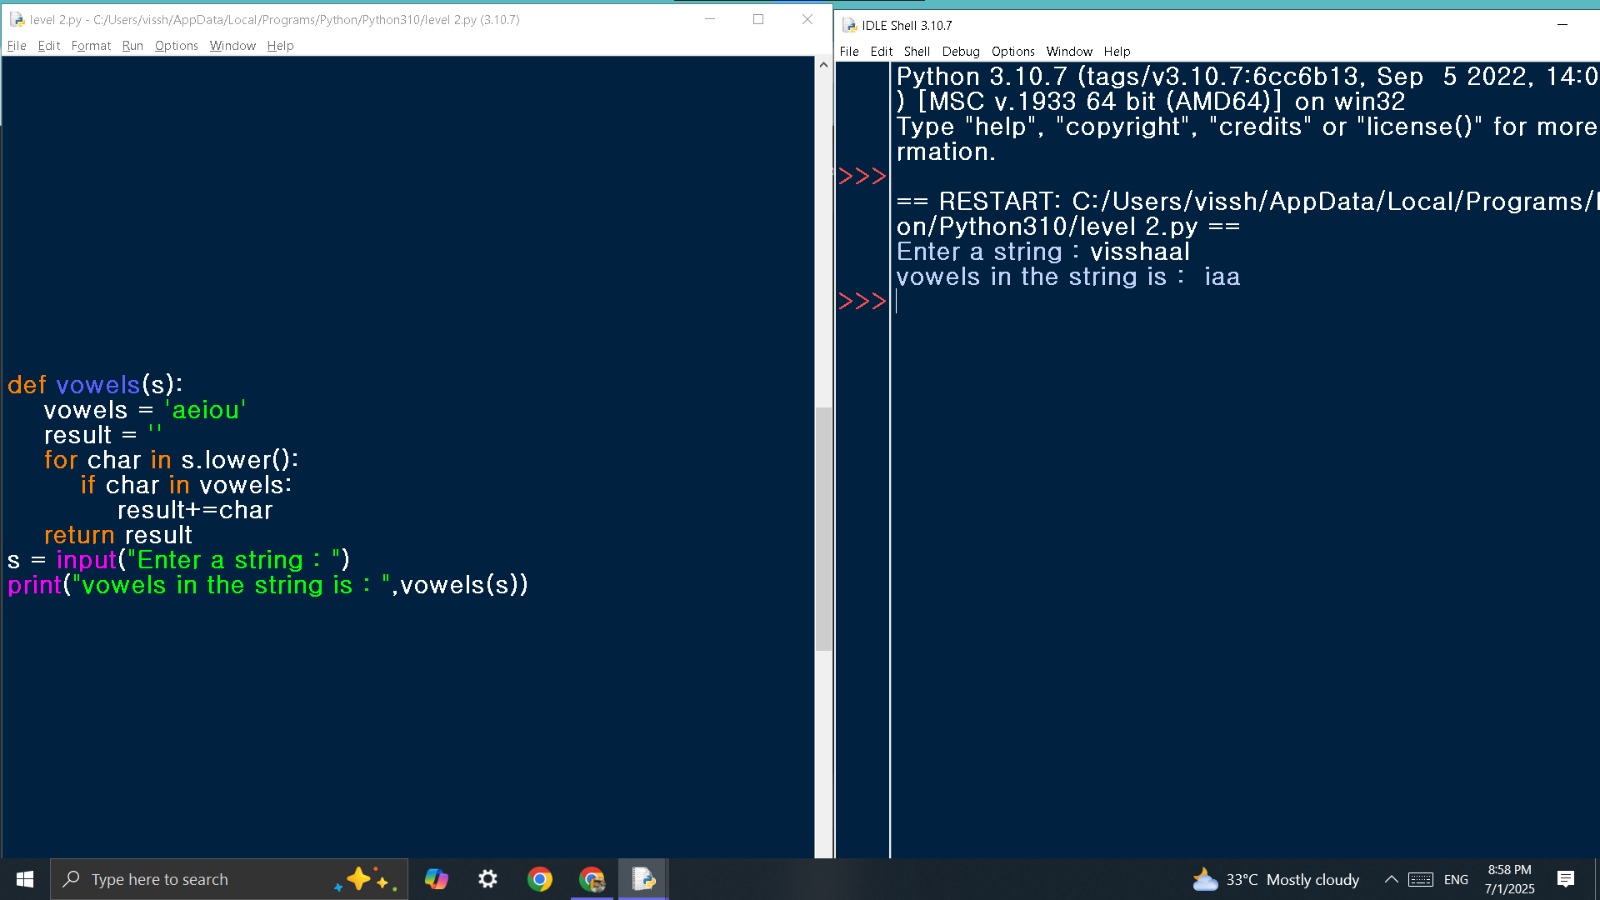 level 2.py - C:/Users/vissh/AppData/Local/Programs/Python/Python310/level 2.py (3.10.7)
File Edit Format Run Options Window Help
def vowels(s):
    vowels = 'aeiou'
    result = ''
    for char in s.lower():
        if char in vowels:
            result+=char
    return result
s = input("Enter a string : ")
print("vowels in the string is : ",vowels(s))
IDLE Shell 3.10.7
File Edit Shell Debug Options Window Help
Python 3.10.7 (tags/v3.10.7:6cc6b13, Sep  5 2022, 14:0
) [MSC v.1933 64 bit (AMD64)] on win32
Type "help", "copyright", "credits" or "license()" for more
rmation.
>>>
== RESTART: C:/Users/vissh/AppData/Local/Programs/
on/Python310/level 2.py ==
Enter a string : visshaal
vowels in the string is :  iaa
>>>
Type here to search
33°C Mostly cloudy
ENG
8:58 PM
7/1/2025